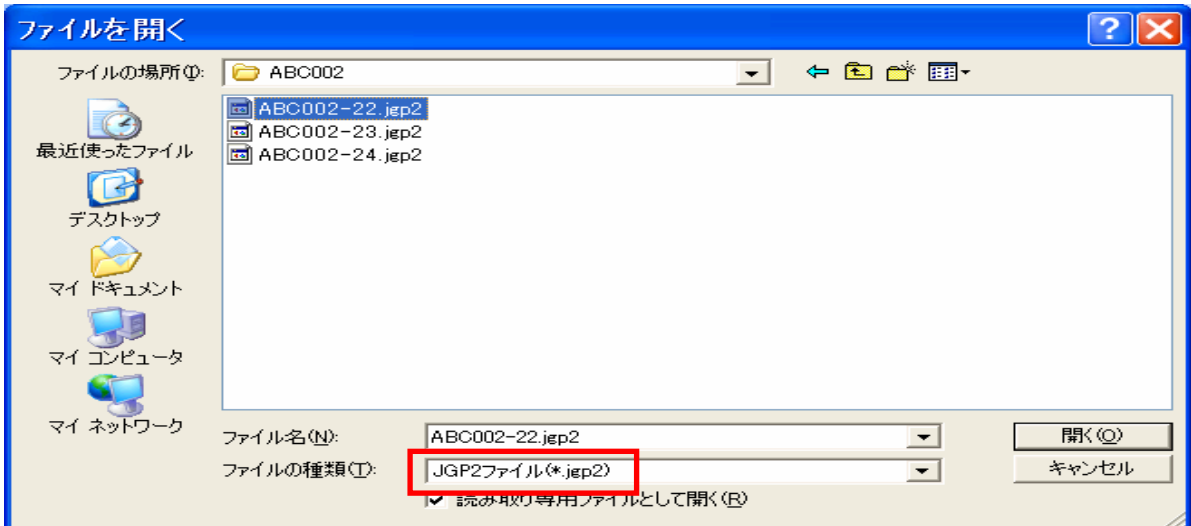 ファイルを開く
ファイルの場所(I):
ABC002
ABC002-22.jgp2
ABC002-23.jgp2
ABC002-24.jgp2
最近使ったファイル
デスクトップ
マイ ドキュメント
マイ コンピュータ
マイ ネットワーク
ファイル名(N):
ABC002-22.jgp2
開く(O)
ファイルの種類(T):
JGP2ファイル(*.jgp2)
キャンセル
読み取り専用ファイルとして開く(R)